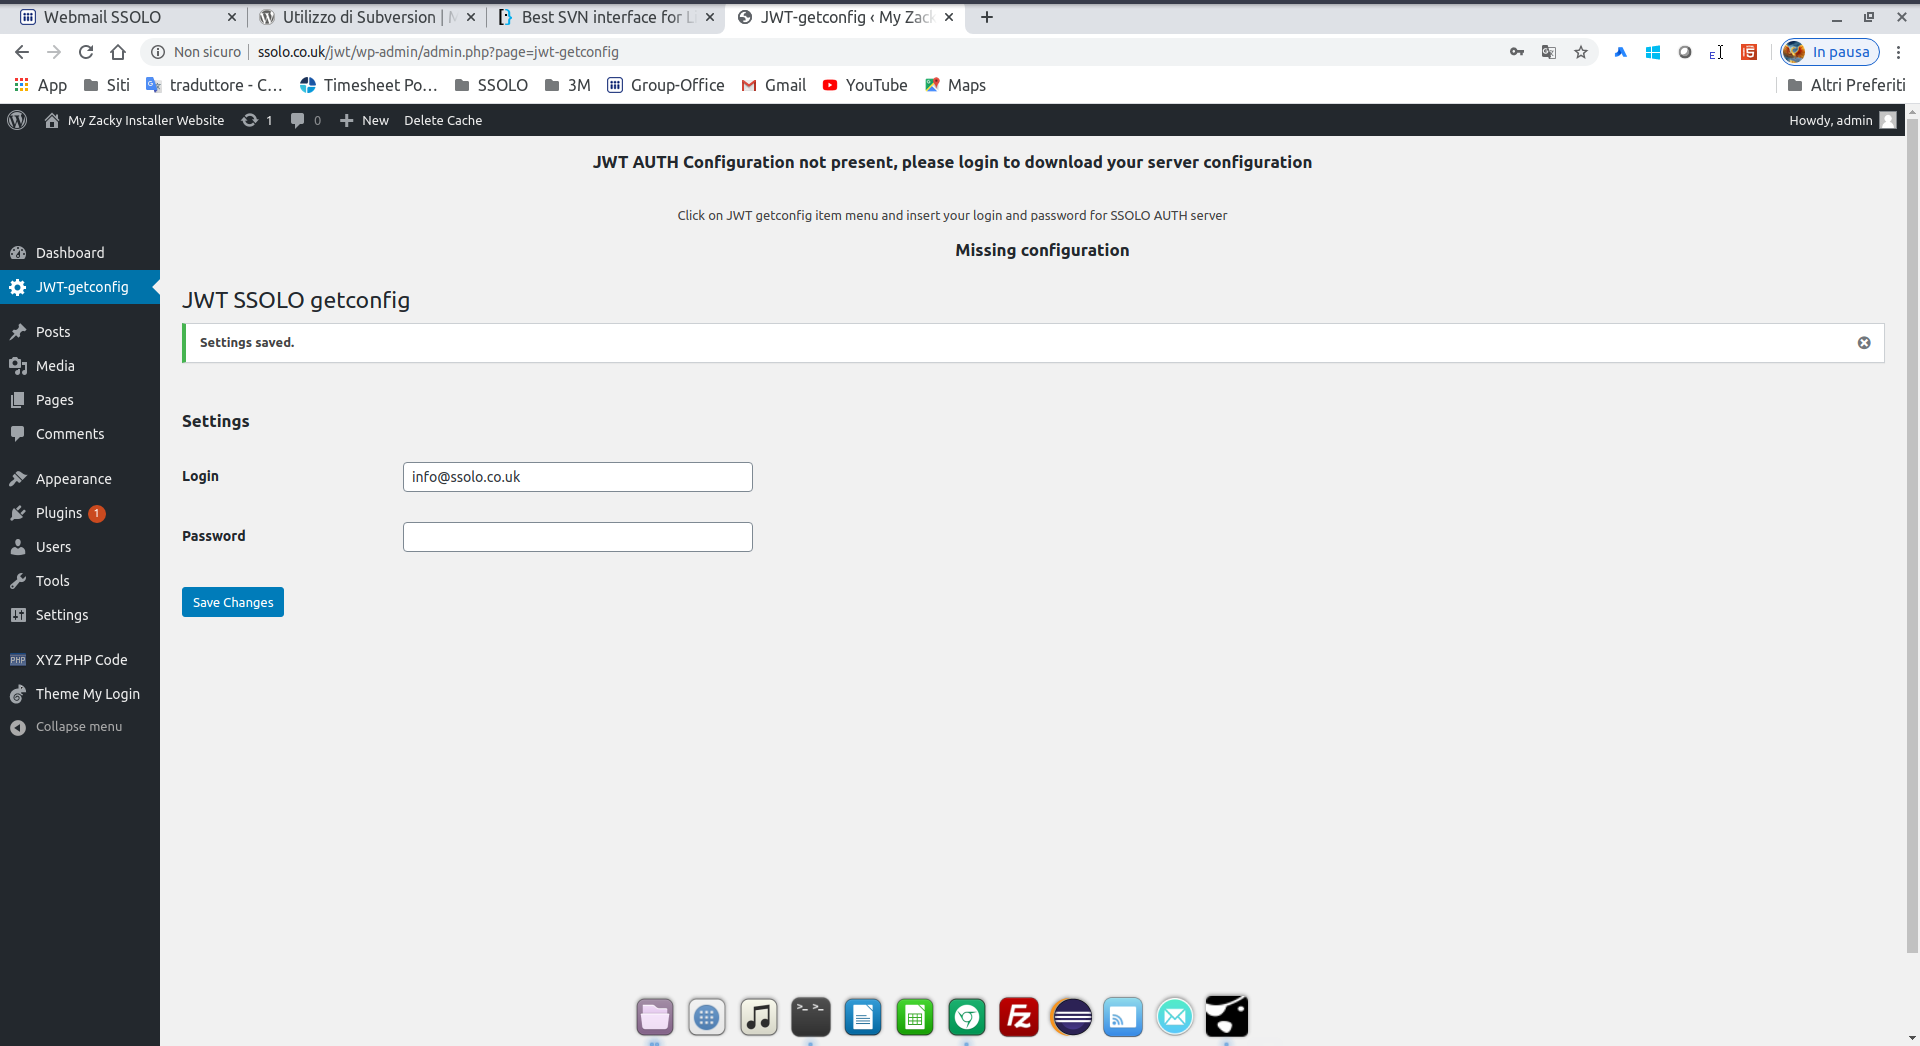 Webmail SSOLO
Utilizzo di Subversion |
Best SVN interface for Li
JWT-getconfig ‹ My Zack
Non sicuro
ssolo.co.uk/jwt/wp-admin/admin.php?page=jwt-getconfig
In pausa
App
Siti
traduttore - C...
Timesheet Po...
SSOLO
3M
Group-Office
Gmail
YouTube
Maps
Altri Preferiti
My Zacky Installer Website
1
0
New
Delete Cache
Howdy, admin
JWT AUTH Configuration not present, please login to download your server configuration
Click on JWT getconfig item menu and insert your login and password for SSOLO AUTH server
Missing configuration
Dashboard
JWT-getconfig
Posts
Media
Pages
Comments
Appearance
Plugins 1
Users
Tools
Settings
PHP XYZ PHP Code
Theme My Login
Collapse menu
JWT SSOLO getconfig
Settings saved.
Settings
Login
info@ssolo.co.uk
Password
Save Changes
>_ >_
FZ